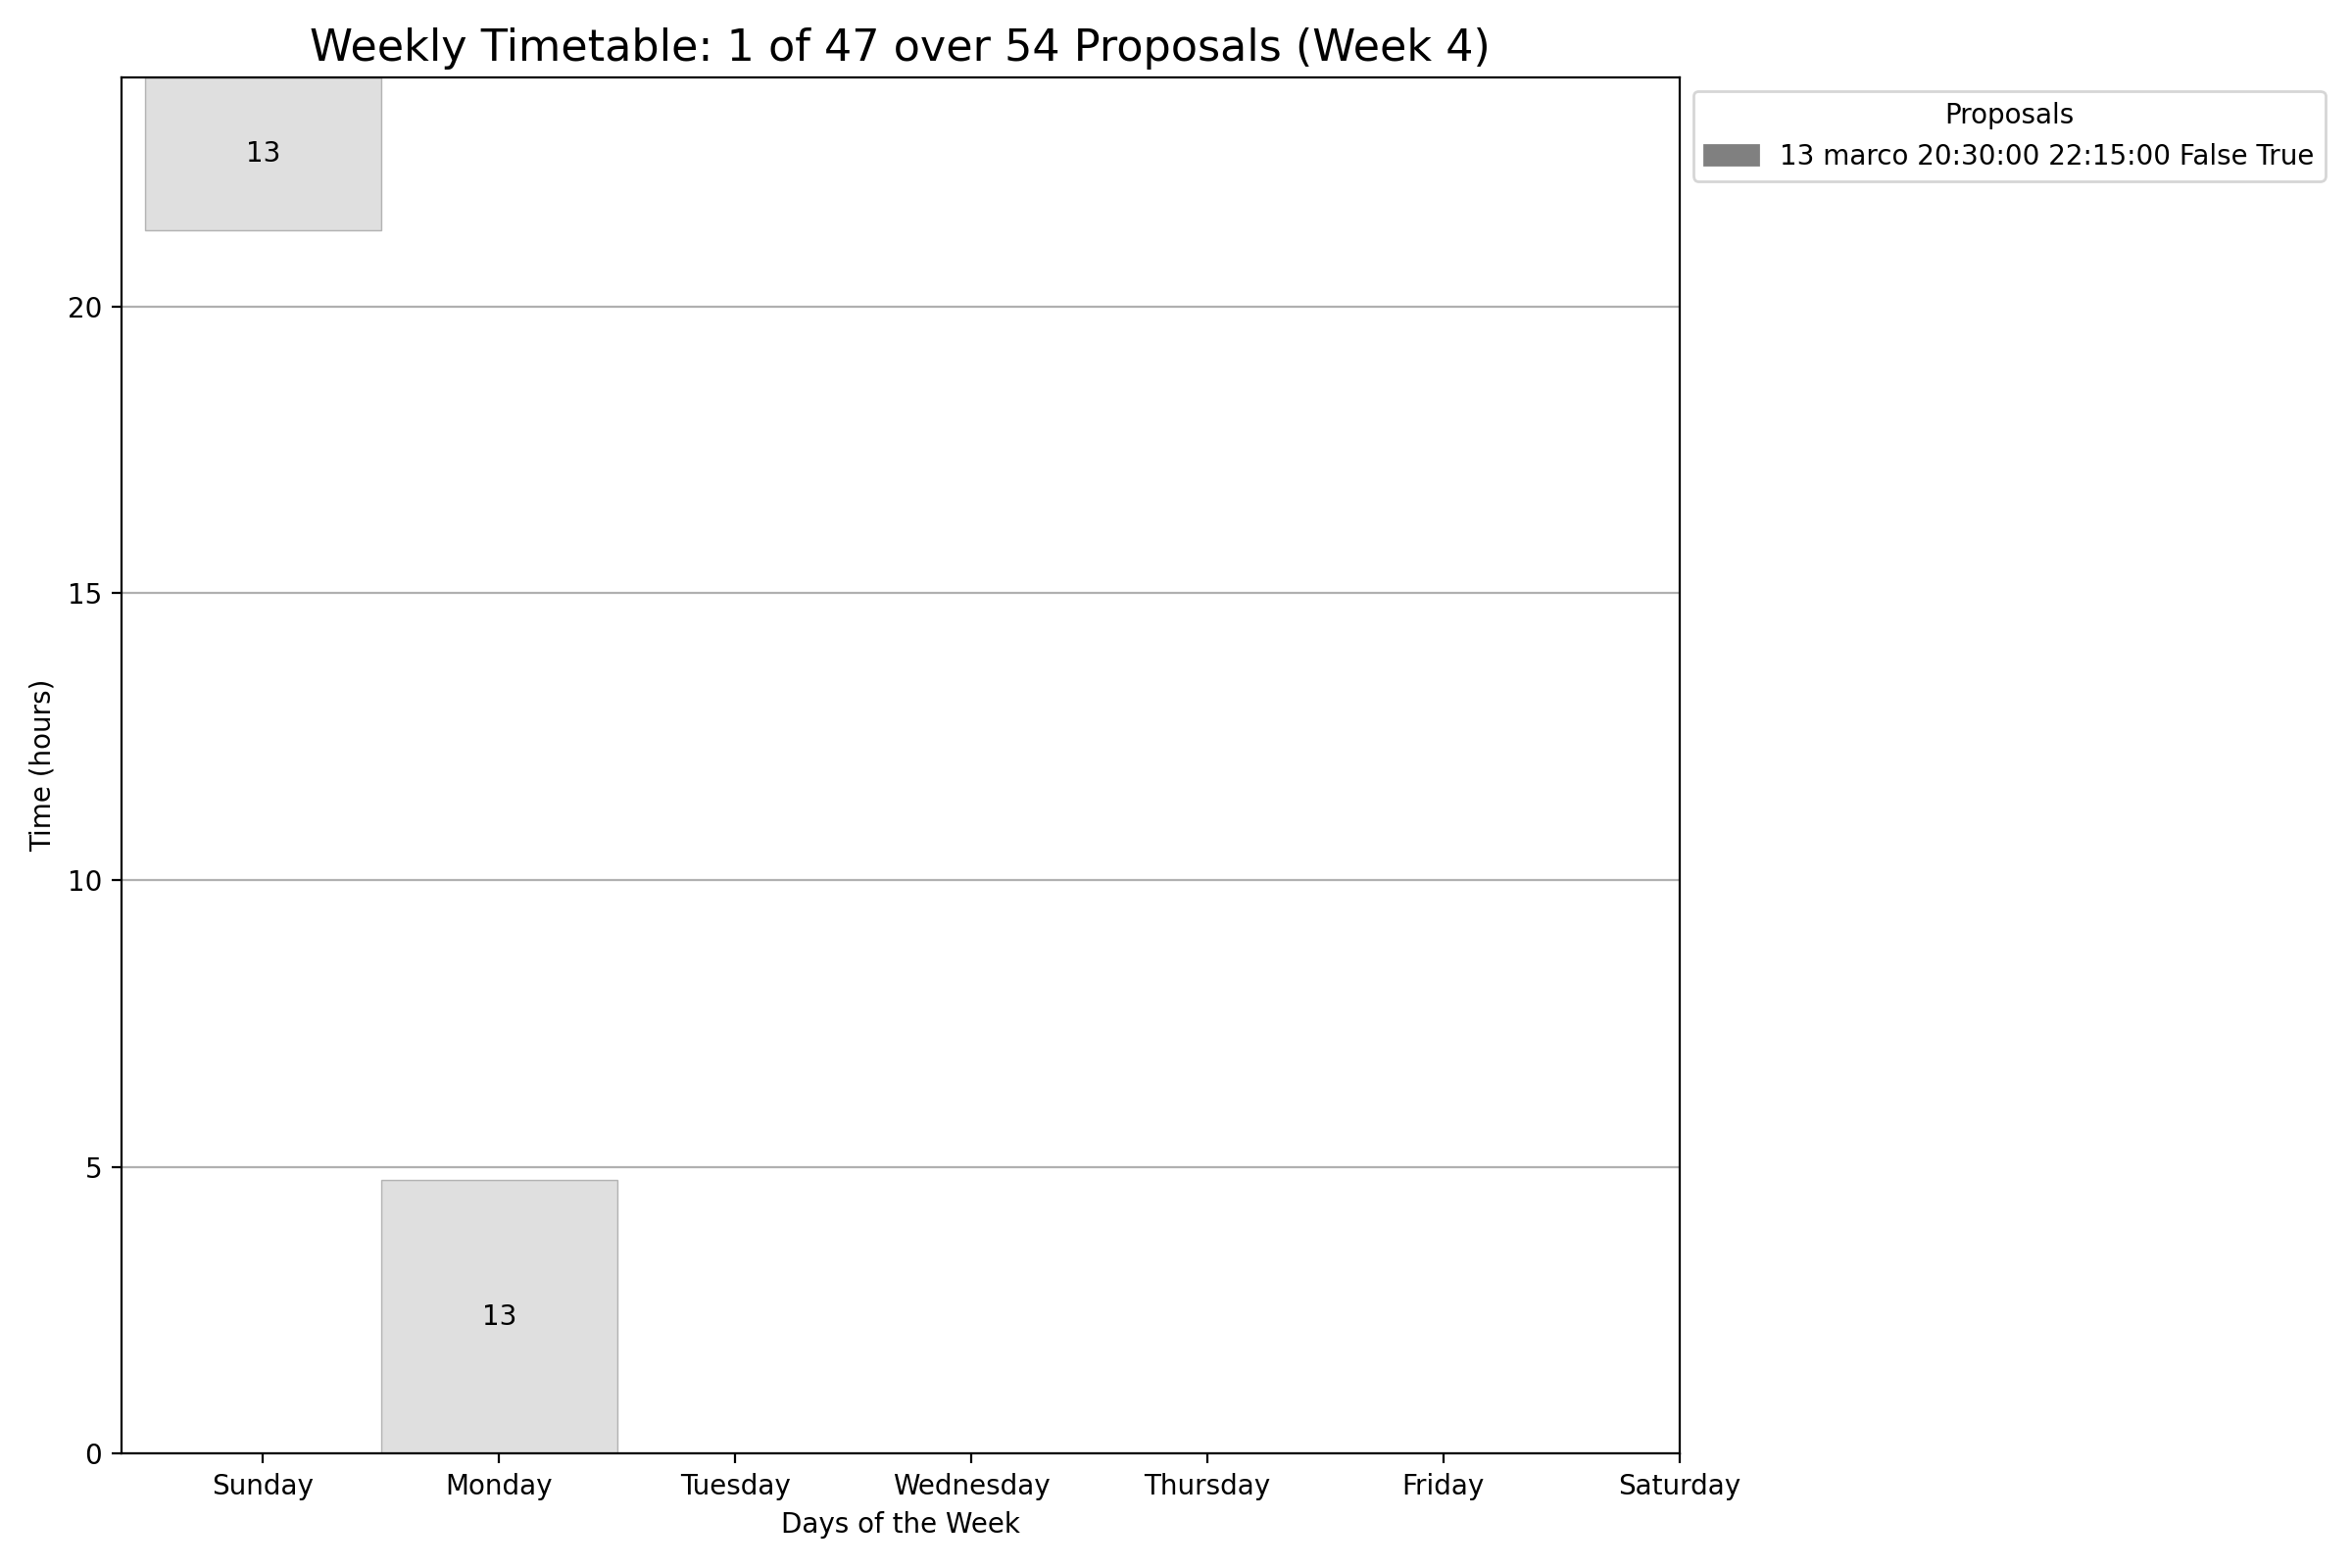 Weekly Timetable: 1 of 47 over 54 Proposals (Week 4)
Proposals
13 marco 20:30:00 22:15:00 False True
13
20
15
10
5
0
13
Time (hours)
Sunday Monday Tuesday Wednesday Thursday Friday Saturday
Days of the Week